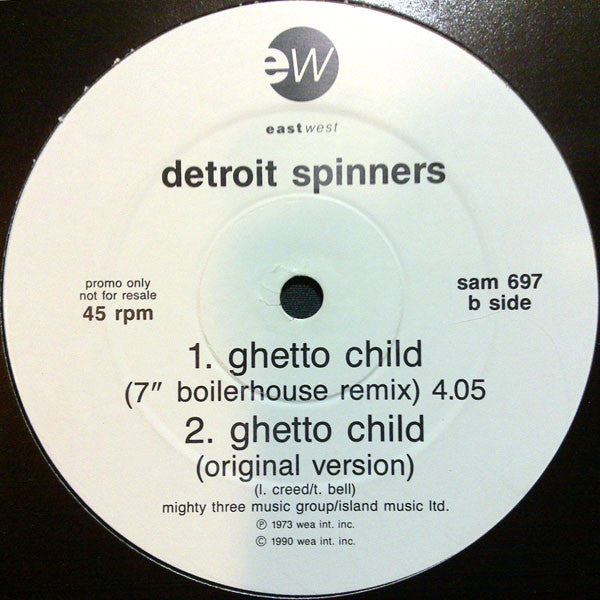 ew
eastwest
detroit spinners
promo only
not for resale
45 rpm
sam 697
b side
1. ghetto child
(7" boilerhouse remix) 4.05
2. ghetto child
(original version)
(l. creed/t. bell)
mighty three music group/island music ltd.
℗ 1973 wea int. inc.
© 1990 wea int. inc.